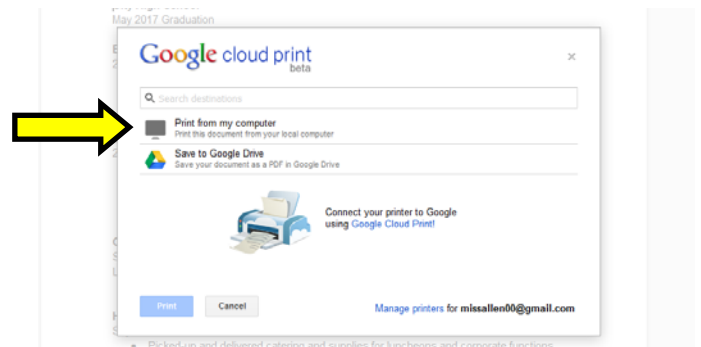 High School
May 2017 Graduation
Google cloud print
beta
×
Search destinations
Print from my computer
Print this document from your local computer
Save to Google Drive
Save your document as a PDF in Google Drive
Connect your printer to Google
using Google Cloud Print!
Print
Cancel
Manage printers for missallen00@gmail.com
Picked-up and delivered catering and supplies for luncheons and corporate functions